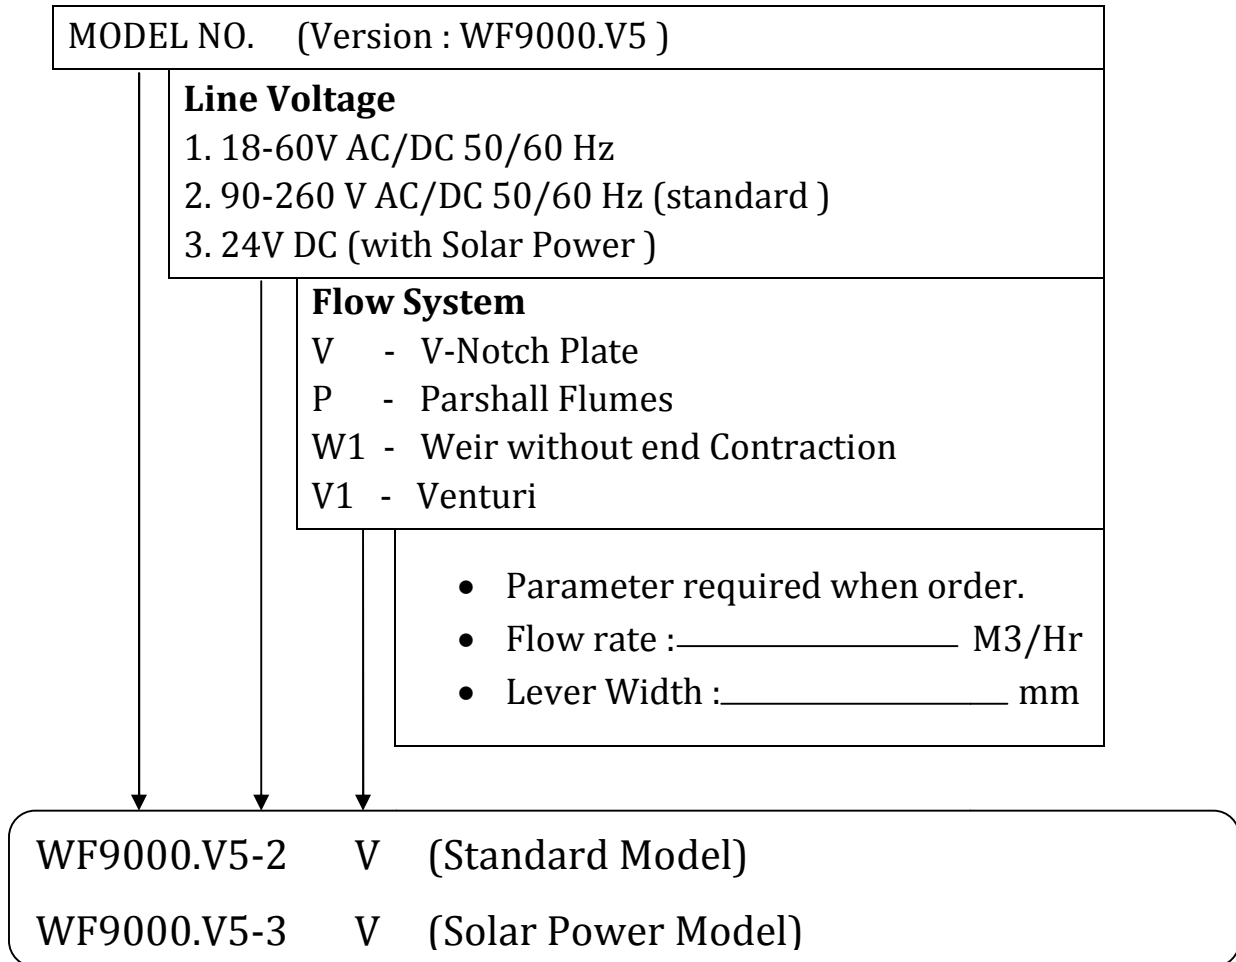 MODEL NO. (Version : WF9000.V5 )
Line Voltage
1. 18-60V AC/DC 50/60 Hz
2. 90-260 V AC/DC 50/60 Hz (standard )
3. 24V DC (with Solar Power )
Flow System
V - V-Notch Plate
P - Parshall Flumes
W1 - Weir without end Contraction
V1 - Venturi
• Parameter required when order.
• Flow rate :____________ M3/Hr
• Lever Width :____________ mm
WF9000.V5-2 V (Standard Model)
WF9000.V5-3 V (Solar Power Model)